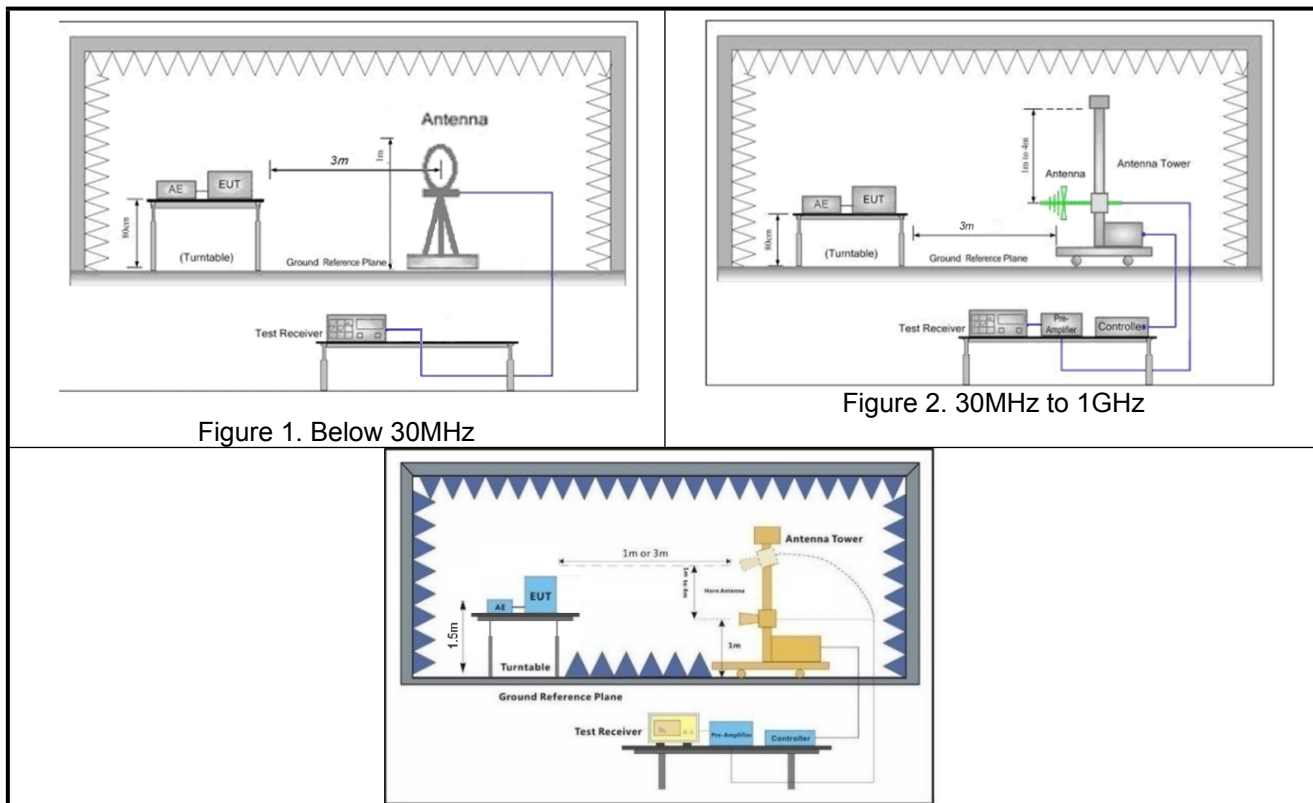 Antenna
1m
3m
AE
EUT
80cm
(Turntable)
Ground Reference Plane
Test Receiver
Figure 1. Below 30MHz
1m to 4m
Antenna
Antenna Tower
AE
EUT
3m
80cm
(Turntable)
Ground Reference Plane
Test Receiver
Pre-
Amplifier
Controller
Figure 2. 30MHz to 1GHz
Antenna Tower
1m or 3m
1m to 4m
Horn Antenna
EUT
AE
1.5m
1m
Turntable
Ground Reference Plane
Test Receiver
Pre-Amplifier
Controller